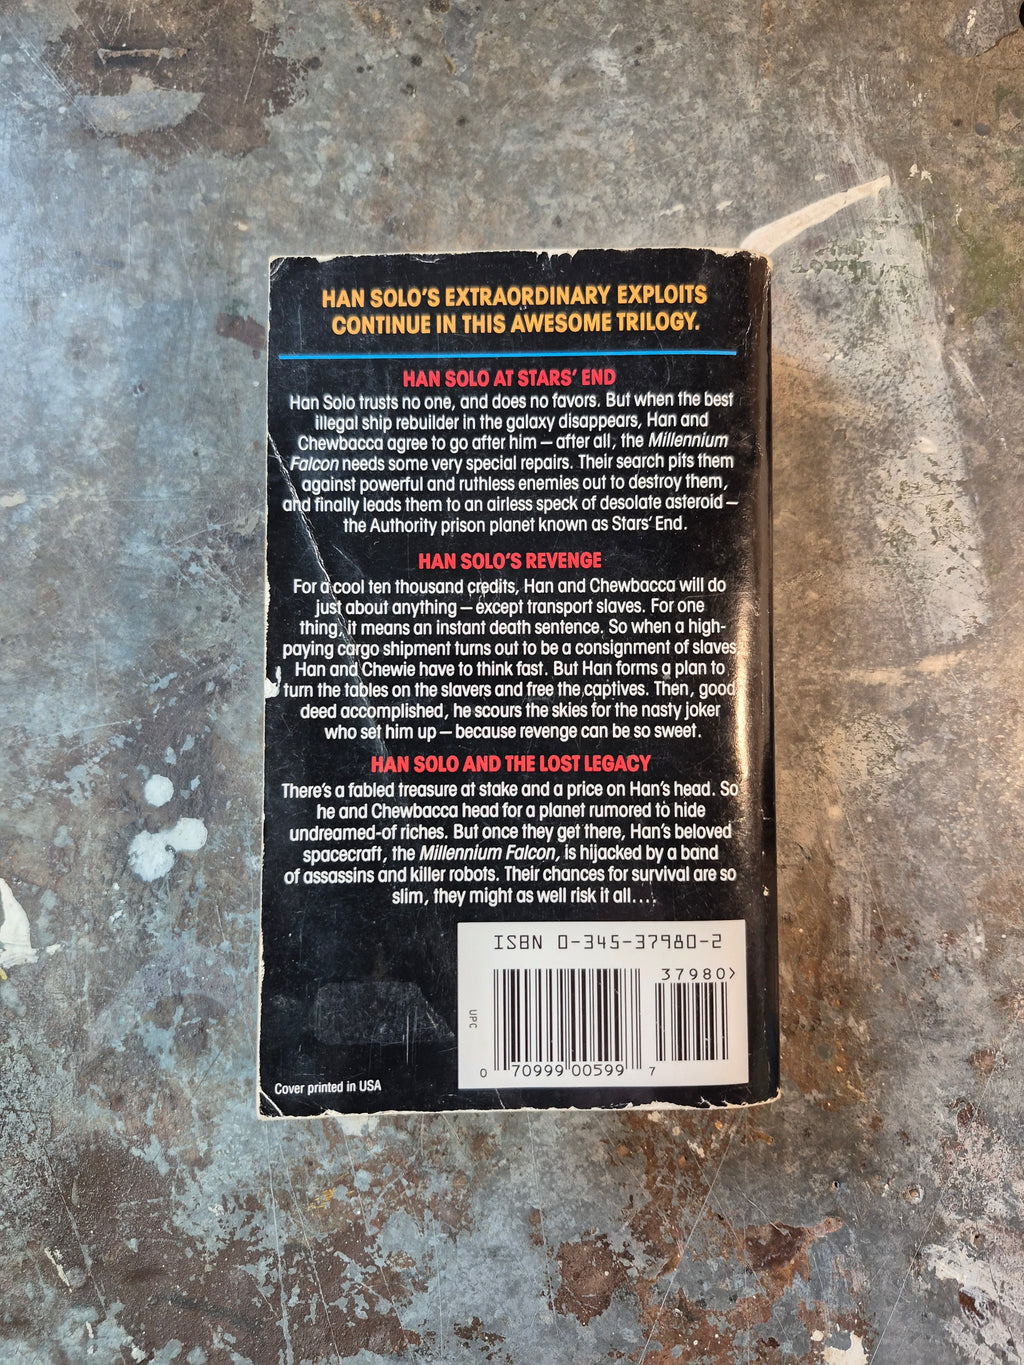 HAN SOLO'S EXTRAORDINARY EXPLOITS
CONTINUE IN THIS AWESOME TRILOGY.
HAN SOLO AT STARS' END
Han Solo trusts no one, and does no favors. But when the best
illegal ship rebuilder in the galaxy disappears, Han and
Chewbacca agree to go after him — after all, the Millennium
Falcon needs some very special repairs. Their search pits them
against powerful and ruthless enemies out to destroy them,
and finally leads them to an airless speck of desolate asteroid —
the Authority prison planet known as Stars' End.
HAN SOLO'S REVENGE
For a cool ten thousand credits, Han and Chewbacca will do
just about anything — except transport slaves. For one
thing, it means an instant death sentence. So when a high-
paying cargo shipment turns out to be a consignment of slaves,
Han and Chewie have to think fast. But Han forms a plan to
turn the tables on the slavers and free the captives. Then, good
deed accomplished, he scours the skies for the nasty joker
who set him up — because revenge can be so sweet.
HAN SOLO AND THE LOST LEGACY
There's a fabled treasure at stake and a price on Han's head. So
he and Chewbacca head for a planet rumored to hide
undreamed-of riches. But once they get there, Han's beloved
spacecraft, the Millennium Falcon, is hijacked by a band
of assassins and killer robots. Their chances for survival are so
slim, they might as well risk it all....
ISBN 0-345-37980-2
37980>
UPC
0 70999 00599 7
Cover printed in USA